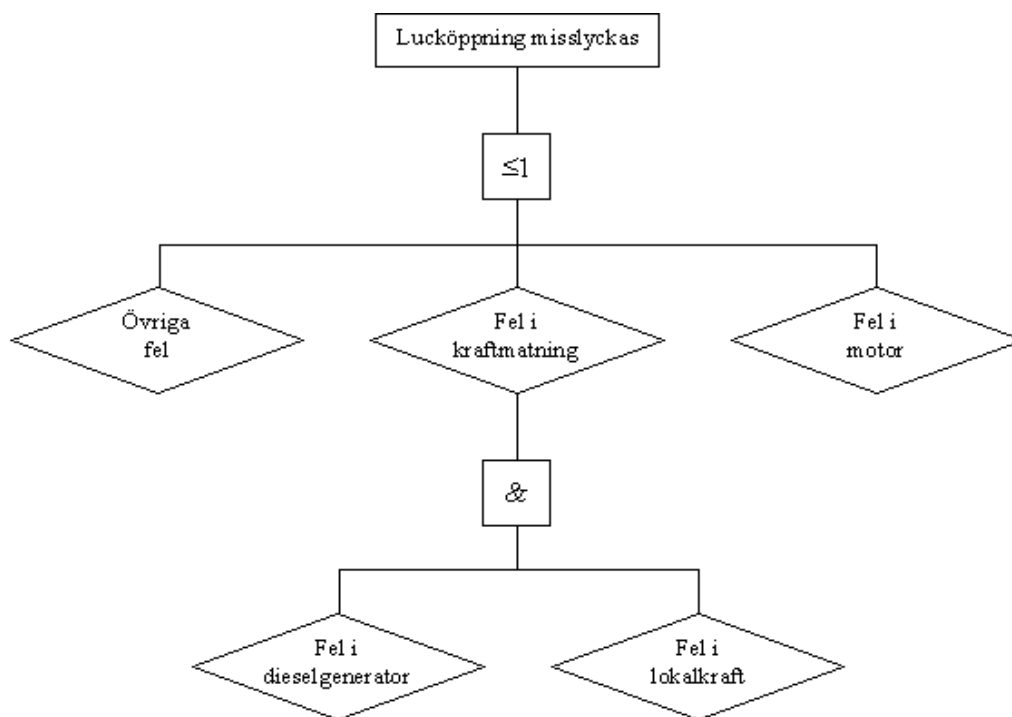 Lucköppning misslyckas
≤1
Övriga
fel
Fel i
kraftmatning
Fel i
motor
&
Fel i
dieselgenerator
Fel i
lokalkraft